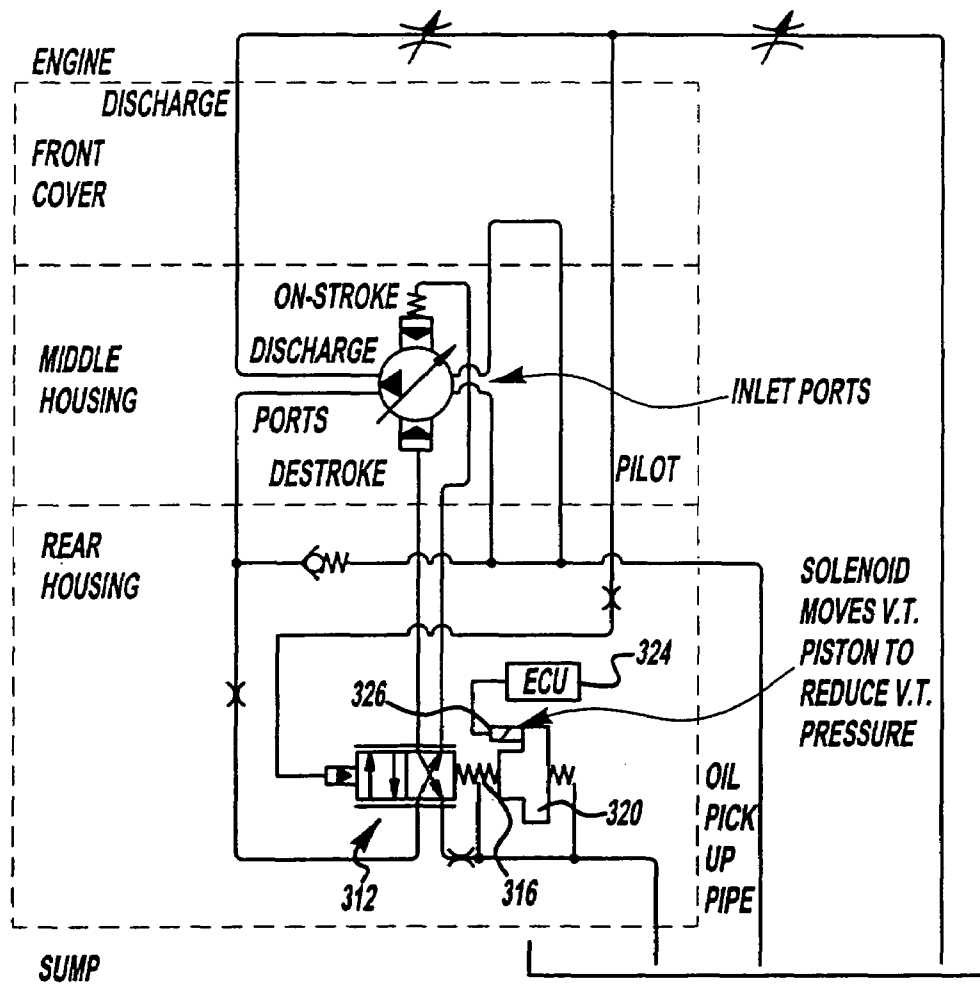 ENGINE
DISCHARGE
FRONT
COVER
ON-STROKE
DISCHARGE
MIDDLE
HOUSING
INLET PORTS
PORTS
DESTROKE
PILOT
REAR
HOUSING
SOLENOID
MOVES V.T.
PISTON TO
REDUCE V.T.
PRESSURE
324
ECU
326
320
312
316
OIL
PICK
UP
PIPE
SUMP